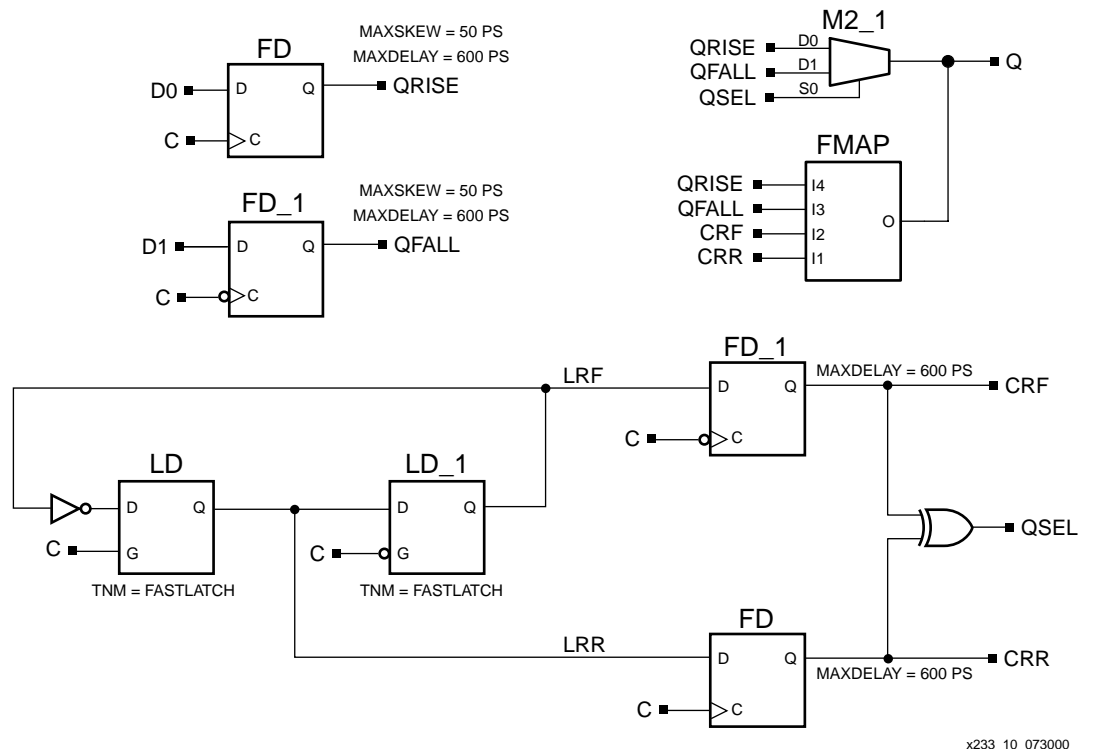 MAXSKEW = 50 PS
FD
MAXDELAY = 600 PS
D0
D
Q
QRISE
C
C
MAXSKEW = 50 PS
FD_1
MAXDELAY = 600 PS
D1
D
Q
QFALL
C
C
M2_1
QRISE
D0
QFALL
D1
Q
QSEL
S0
FMAP
QRISE
I4
QFALL
I3
O
CRF
I2
CRR
I1
FD_1
LRF
D
Q
MAXDELAY = 600 PS
CRF
C
C
LD
D
Q
C
G
TNM = FASTLATCH
LD_1
D
Q
C
G
TNM = FASTLATCH
QSEL
FD
LRR
D
Q
CRR
MAXDELAY = 600 PS
C
C
x233_10_073000